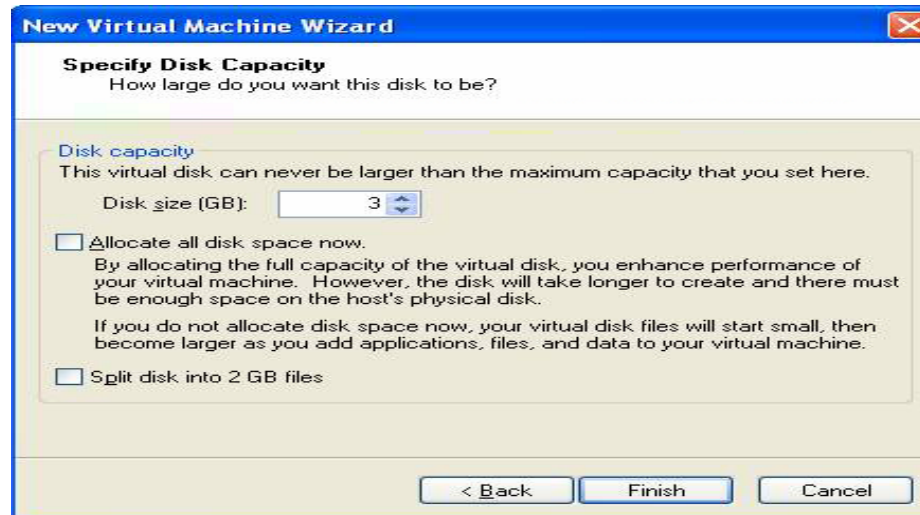 New Virtual Machine Wizard
Specify Disk Capacity
How large do you want this disk to be?
Disk capacity
This virtual disk can never be larger than the maximum capacity that you set here.
Disk size (GB): 3
Allocate all disk space now.
By allocating the full capacity of the virtual disk, you enhance performance of
your virtual machine. However, the disk will take longer to create and there must
be enough space on the host's physical disk.
If you do not allocate disk space now, your virtual disk files will start small, then
become larger as you add applications, files, and data to your virtual machine.
Split disk into 2 GB files
< Back Finish Cancel